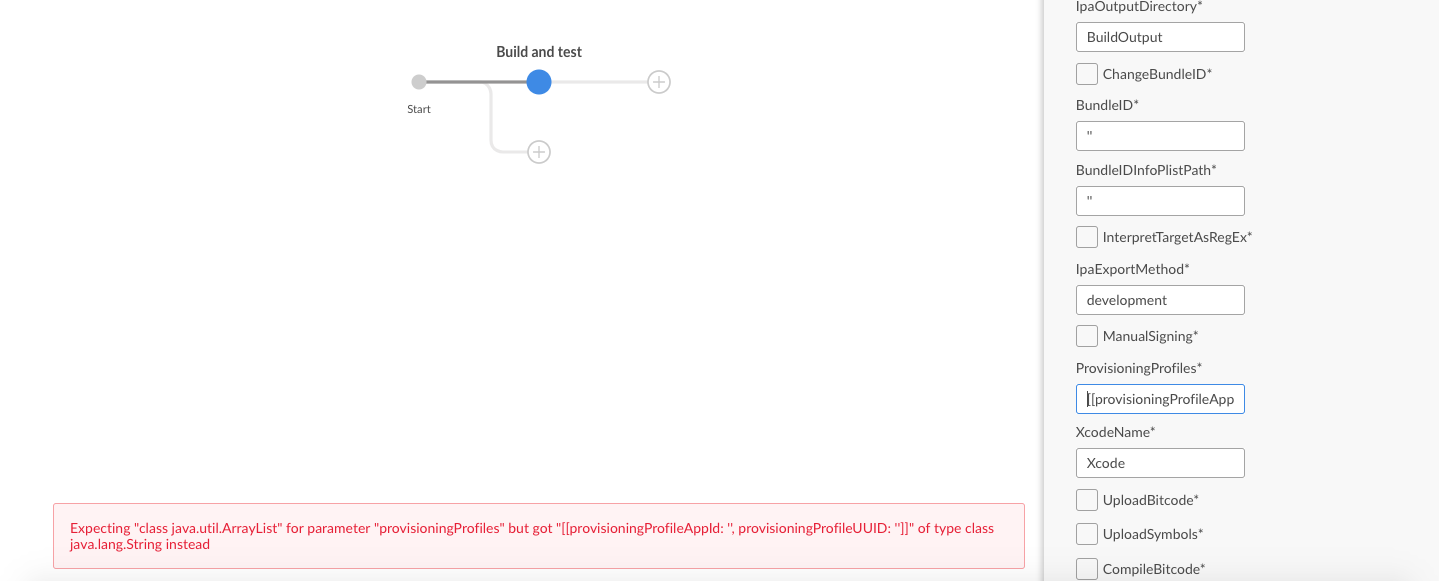 Build and test
Start
Expecting "class java.util.ArrayList" for parameter "provisioningProfiles" but got "[[provisioningProfileAppId: '', provisioningProfileUUID: '']]" of type class
java.lang.String instead
IpaOutputDirectory*
BuildOutput
ChangeBundleID*
BundleID*
''
BundleIDInfoPlistPath*
''
InterpretTargetAsRegEx*
IpaExportMethod*
development
ManualSigning*
ProvisioningProfiles*
[[provisioningProfileApp
XcodeName*
Xcode
UploadBitcode*
UploadSymbols*
CompileBitcode*